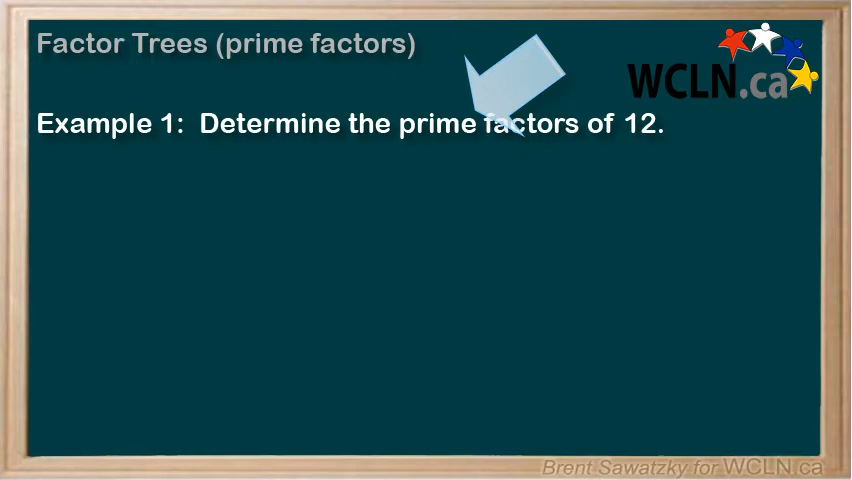 Factor Trees (prime factors)
WCLN.ca
Example 1:  Determine the prime factors of 12.
Brent Sawatzky for WCLN.ca